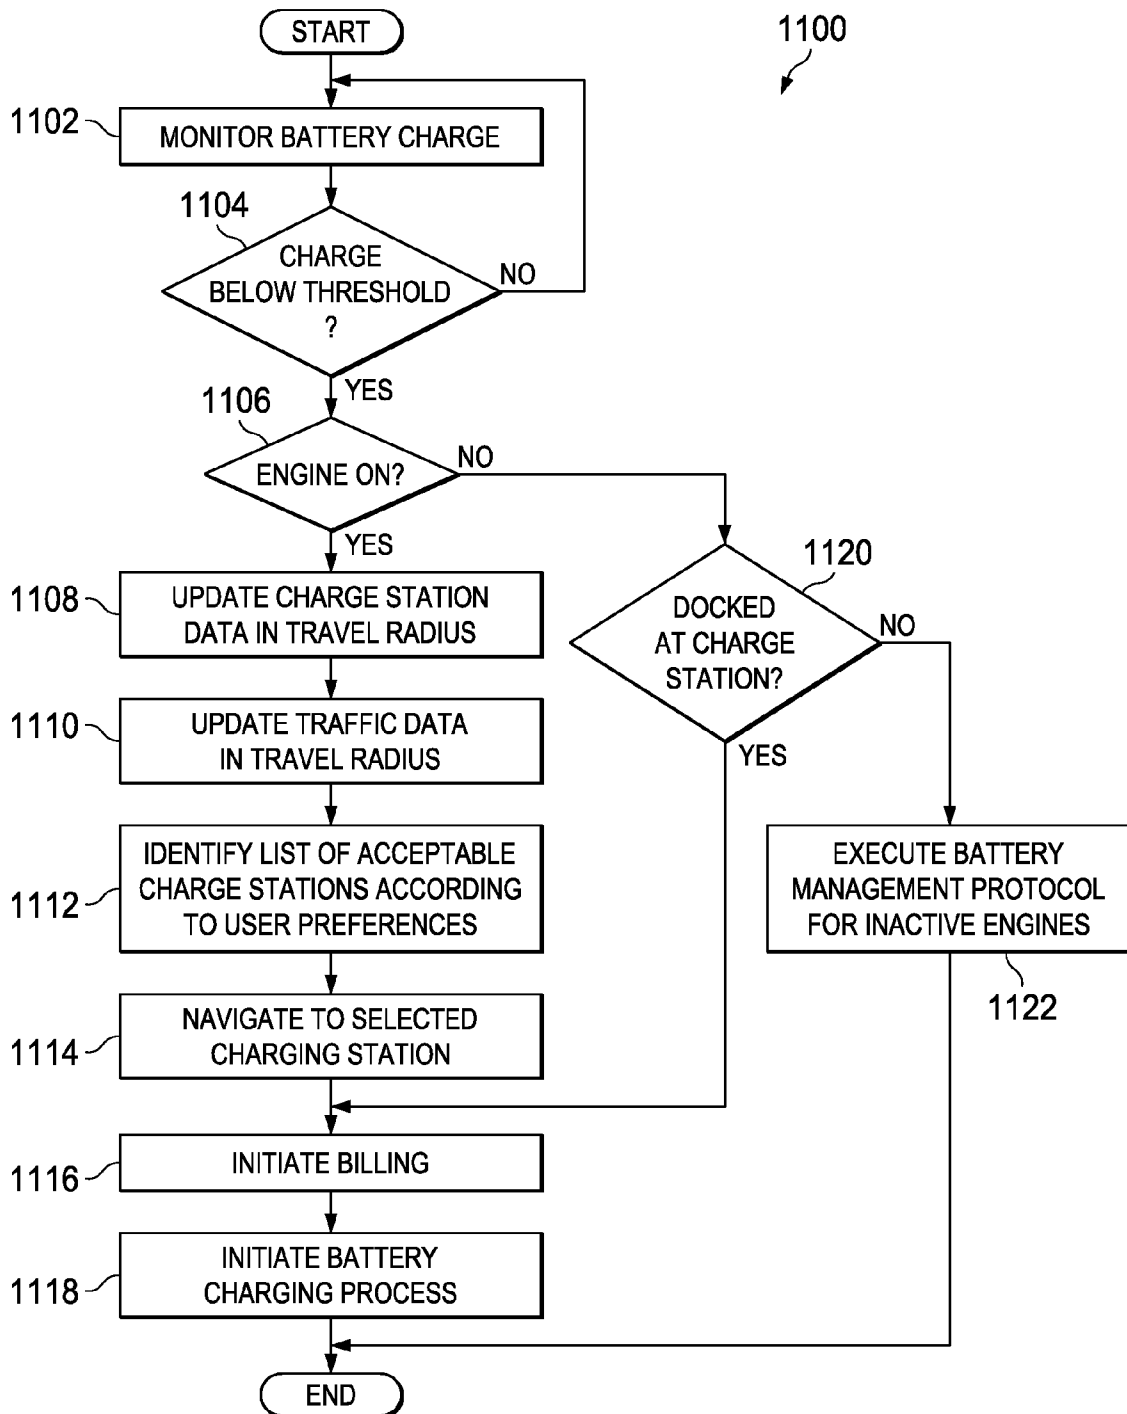 START
1100
1102
MONITOR BATTERY CHARGE
1104
CHARGE
BELOW THRESHOLD
?
NO
YES
1106
ENGINE ON?
NO
YES
1108
UPDATE CHARGE STATION
DATA IN TRAVEL RADIUS
1120
DOCKED
AT CHARGE
STATION?
NO
YES
1110
UPDATE TRAFFIC DATA
IN TRAVEL RADIUS
1112
IDENTIFY LIST OF ACCEPTABLE
CHARGE STATIONS ACCORDING
TO USER PREFERENCES
EXECUTE BATTERY
MANAGEMENT PROTOCOL
FOR INACTIVE ENGINES
1122
1114
NAVIGATE TO SELECTED
CHARGING STATION
1116
INITIATE BILLING
1118
INITIATE BATTERY
CHARGING PROCESS
END